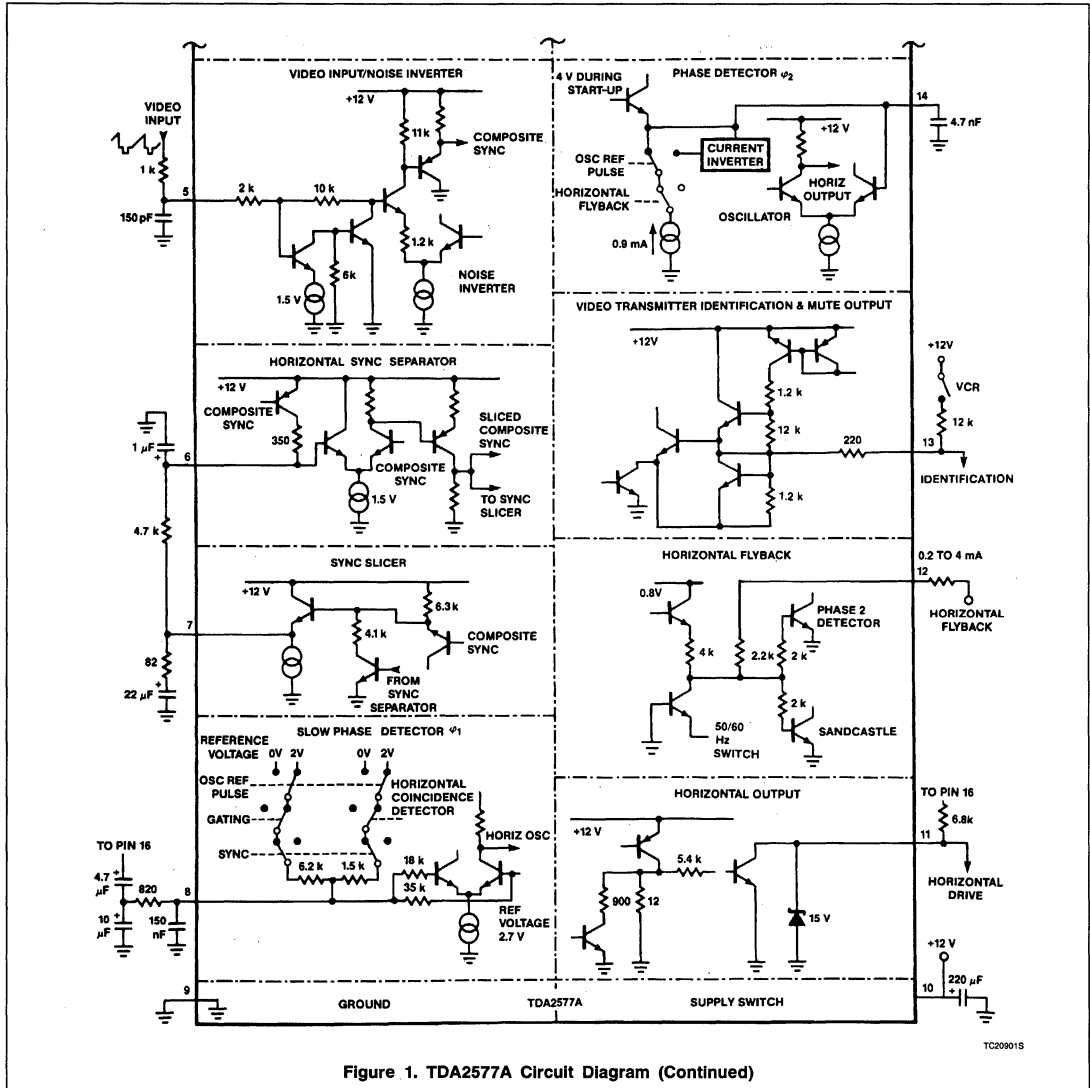 VIDEO INPUT/NOISE INVERTER
+12 V
VIDEO
INPUT
11k
COMPOSITE
SYNC
1 k
5
2 k
10 k
150 pF
1.2 k
6k
NOISE
INVERTER
1.5 V
HORIZONTAL SYNC SEPARATOR
+12 V
COMPOSITE
SYNC
SLICED
COMPOSITE
SYNC
350
1 µF
+
6
COMPOSITE
SYNC
1.5 V
TO SYNC
SLICER
4.7 k
SYNC SLICER
+12 V
6.3k
7
4.1 k
COMPOSITE
SYNC
82
22 µF
+
FROM
SYNC
SEPARATOR
SLOW PHASE DETECTOR φ1
REFERENCE
VOLTAGE
0V 2V
0V 2V
OSC REF
PULSE
HORIZONTAL
COINCIDENCE
DETECTOR
GATING
HORIZ OSC
TO PIN 16
SYNC
6.2 k
1.5 k
18 k
35 k
4.7
µF
+
820
8
10
µF
+
150
nF
REF
VOLTAGE
2.7 V
9
GROUND
TDA2577A
SUPPLY SWITCH
PHASE DETECTOR φ2
4 V DURING
START-UP
14
4.7 nF
+12 V
CURRENT
INVERTER
OSC REF
PULSE
HORIZ
OUTPUT
HORIZONTAL
FLYBACK
OSCILLATOR
0.9 mA
VIDEO TRANSMITTER IDENTIFICATION & MUTE OUTPUT
+12V
+12V
VCR
1.2 k
12 k
12 k
220
13
IDENTIFICATION
1.2 k
HORIZONTAL FLYBACK
0.2 TO 4 mA
12
0.8V
PHASE 2
DETECTOR
HORIZONTAL
FLYBACK
4 k
2.2k
2 k
2 k
50/60
Hz
SWITCH
SANDCASTLE
HORIZONTAL OUTPUT
TO PIN 16
6.8k
+12 V
11
5.4 k
HORIZONTAL
DRIVE
900
12
15 V
+12 V
220 µF
+
10
TC20901S
Figure 1. TDA2577A Circuit Diagram (Continued)